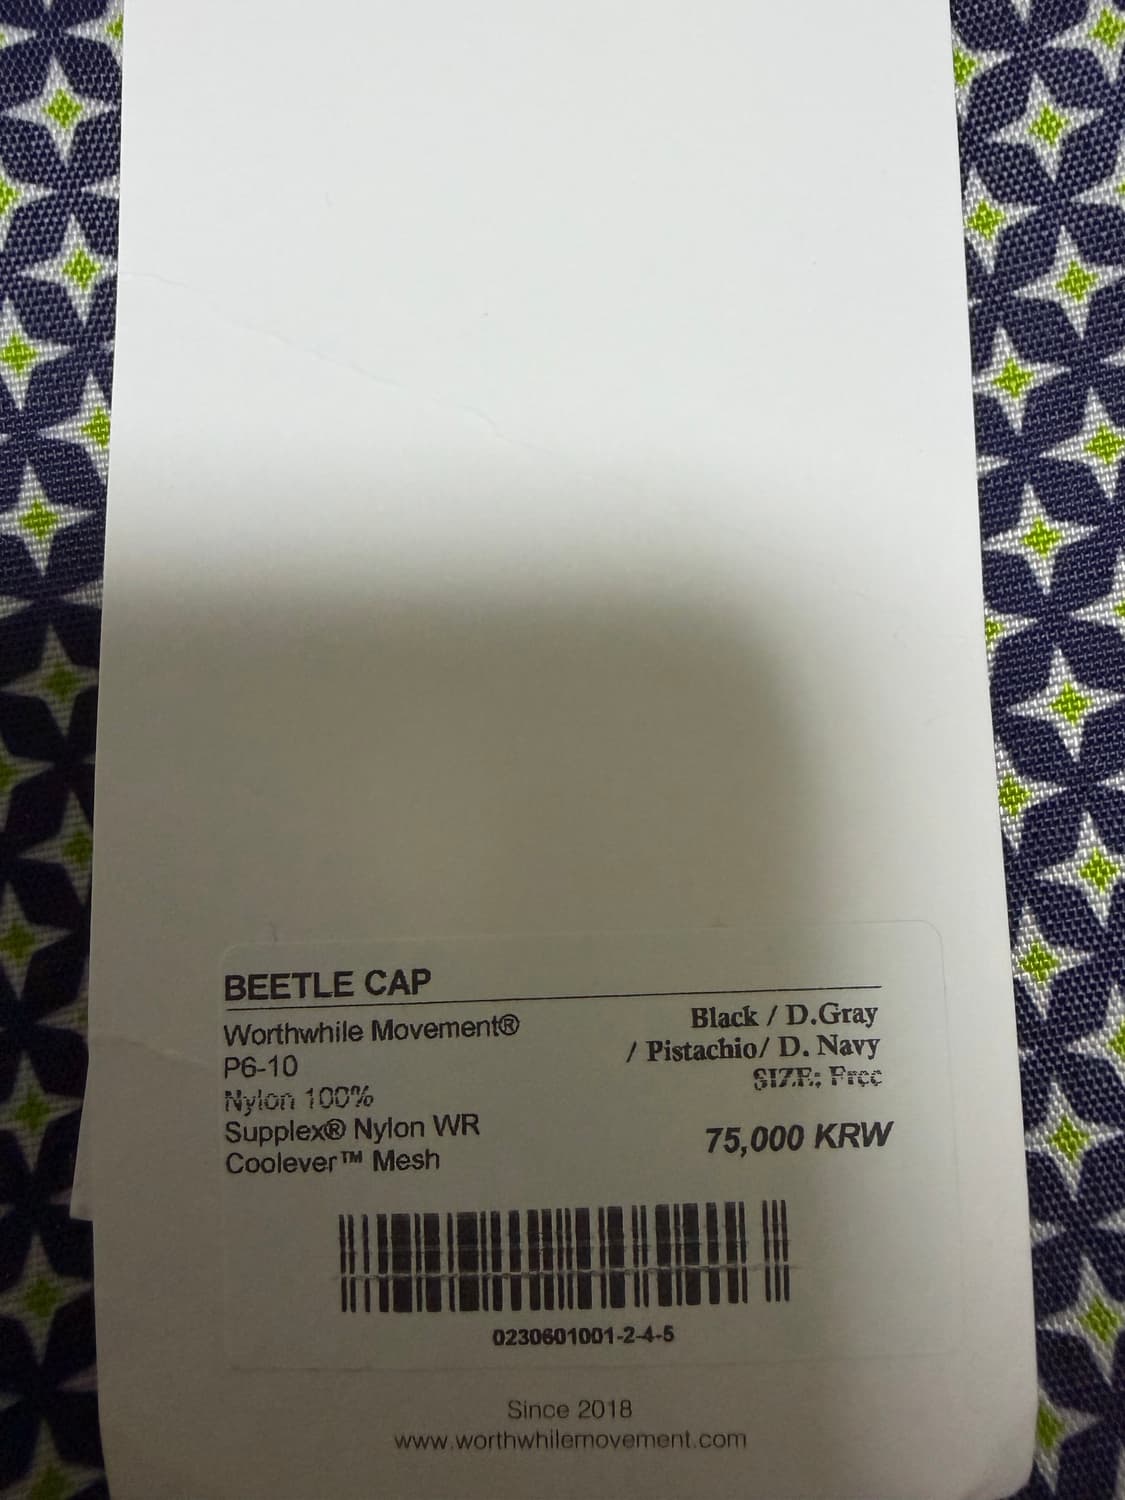 BEETLE CAP
Worthwhile Movement®
P6-10
Nylon 100%
Supplex® Nylon WR
Coolever™ Mesh
Black / D.Gray
/ Pistachio/ D. Navy
SIZE: Free
75,000 KRW
0230601001-2-4-5
Since 2018
www.worthwhilemovement.com